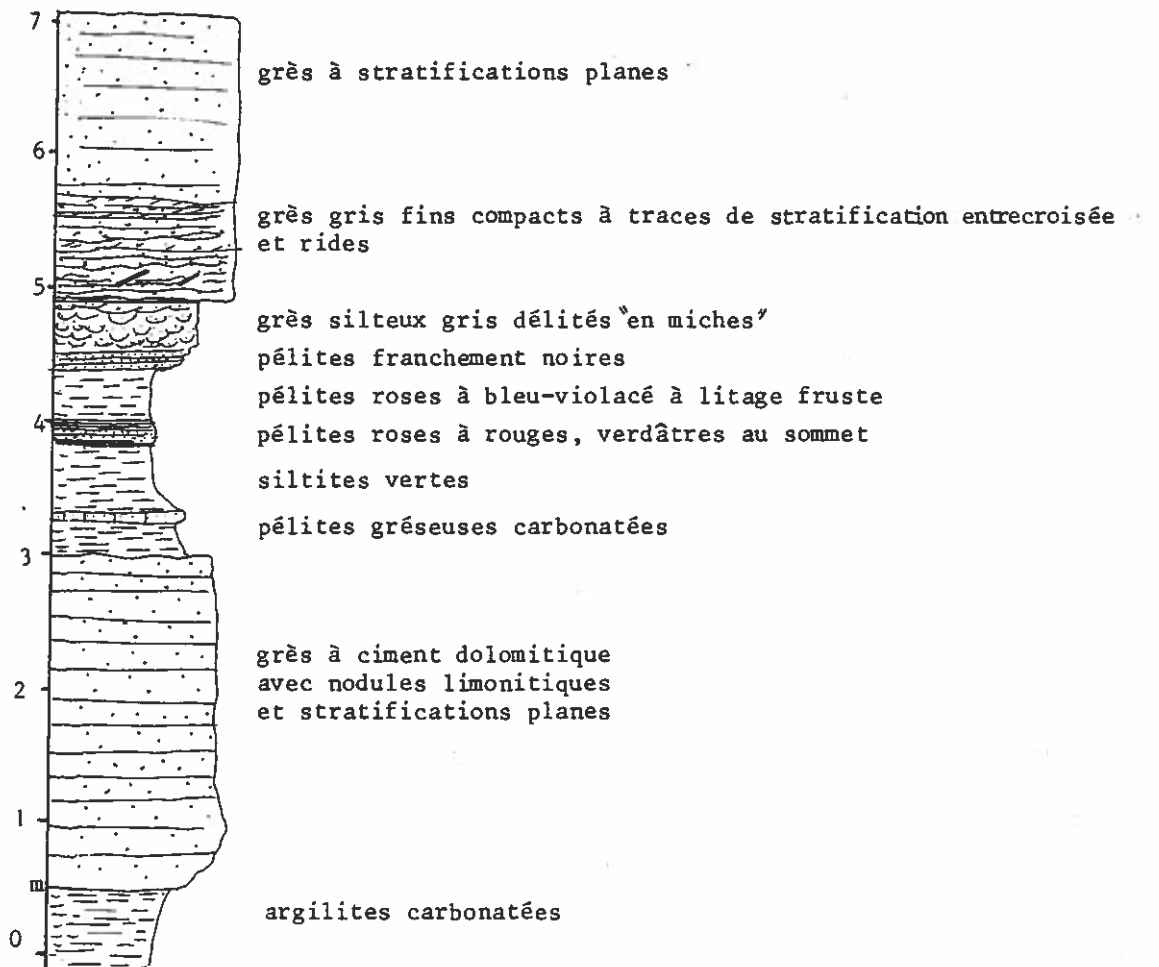 7
grès à stratifications planes
6
grès gris fins compacts à traces de stratification entrecroisée
et rides
5
grès silteux gris délités "en miches"
pélites franchement noires
pélites roses à bleu-violacé à litage fruste
4
pélites roses à rouges, verdâtres au sommet
siltites vertes
pélites gréseuses carbonatées
3
grès à ciment dolomitique
2
avec nodules limonitiques
et stratifications planes
1
m
argilites carbonatées
0